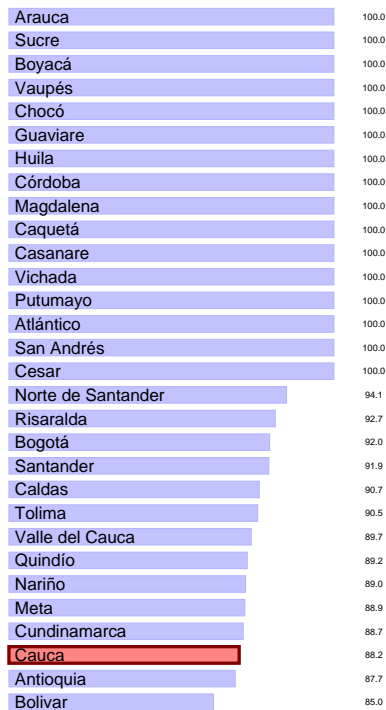 Arauca 100.0
Sucre 100.0
Boyacá 100.0
Vaupés 100.0
Chocó 100.0
Guaviare 100.0
Huila 100.0
Córdoba 100.0
Magdalena 100.0
Caquetá 100.0
Casanare 100.0
Vichada 100.0
Putumayo 100.0
Atlántico 100.0
San Andrés 100.0
Cesar 100.0
Norte de Santander 94.1
Risaralda 92.7
Bogotá 92.0
Santander 91.9
Caldas 90.7
Tolima 90.5
Valle del Cauca 89.7
Quindío 89.2
Nariño 89.0
Meta 88.9
Cundinamarca 88.7
Cauca 88.2
Antioquia 87.7
Bolivar 85.0